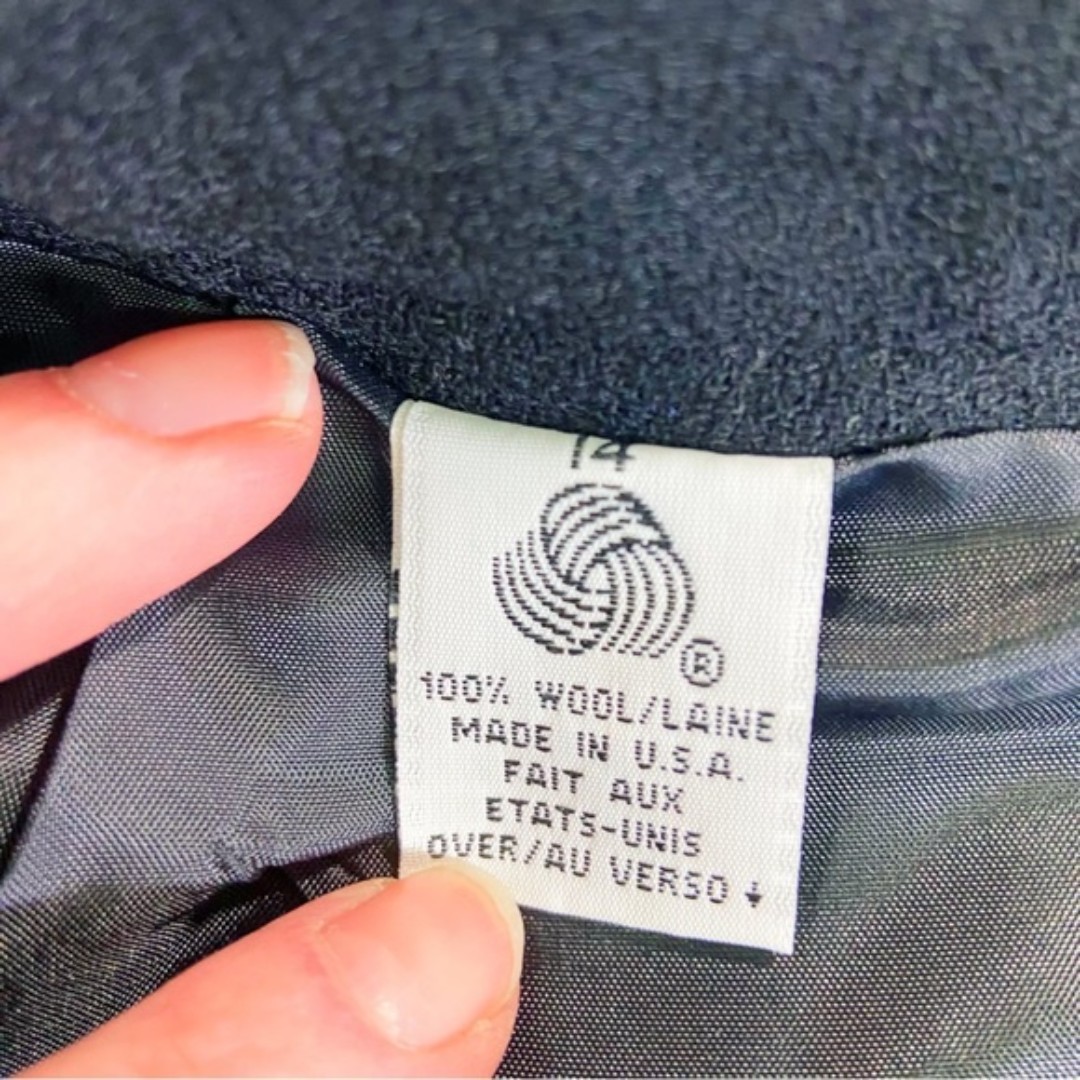 14
®
100% WOOL/LAINE
MADE IN U.S.A.
FAIT AUX
ETATS-UNIS
OVER/AU VERSO ↓